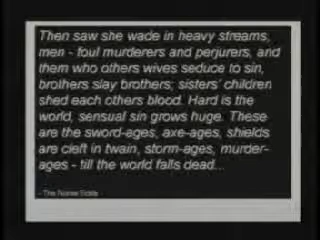 Then saw she wade in heavy streams,
men - foul murderers and perjurers, and
them who others wives seduce to sin,
brothers slay brothers; sisters' children
shed each others blood. Hard is the
world, sensual sin grows huge. These
are the sword-ages, axe-ages, shields
are cleft in twain, storm-ages, murder-
ages - till the world falls dead...
- The Norse Edda